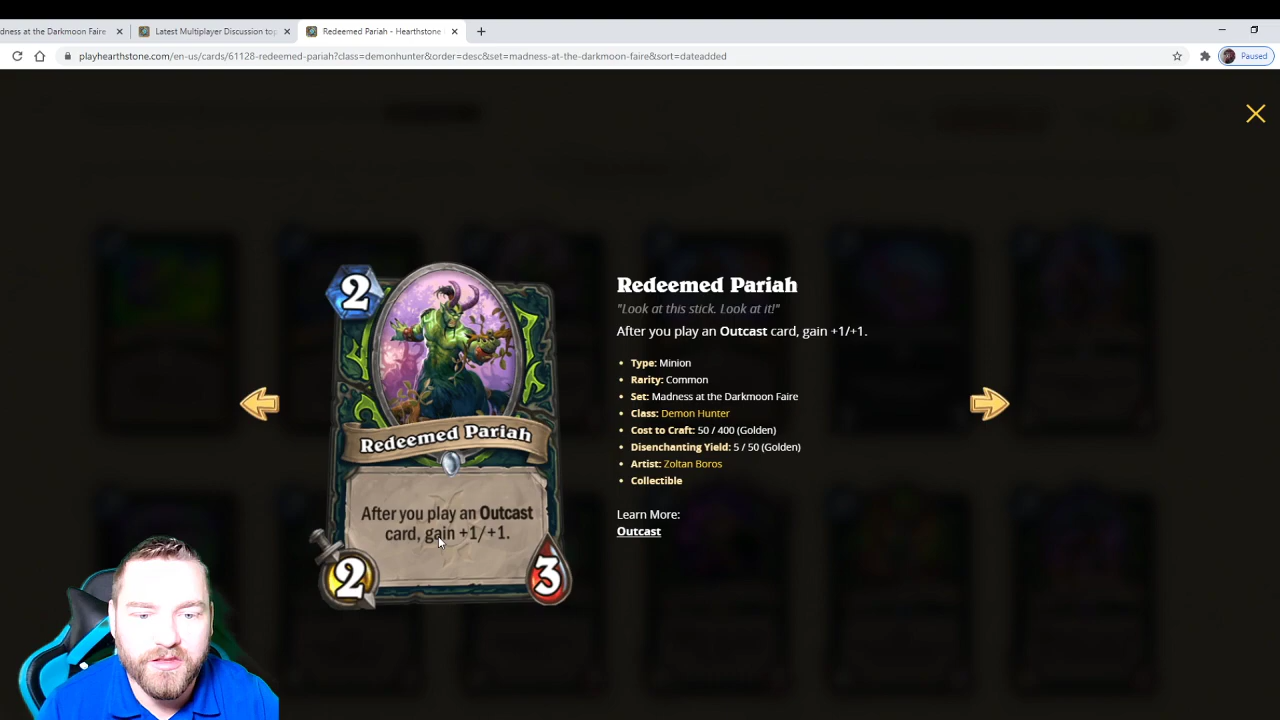 dness at the Darkmoon Faire
Latest Multiplayer Discussion top
Redeemed Pariah - Hearthstone
playhearthstone.com/en-us/cards/61128-redeemed-pariah?class=demonhunter&order=desc&set=madness-at-the-darkmoon-faire&sort=dateadded
Paused
2
Redeemed Pariah
After you play an Outcast
card, gain +1/+1.
2
3
Redeemed Pariah
"Look at this stick. Look at it!"
After you play an Outcast card, gain +1/+1.
Type: Minion
Rarity: Common
Set: Madness at the Darkmoon Faire
Class: Demon Hunter
Cost to Craft: 50 / 400 (Golden)
Disenchanting Yield: 5 / 50 (Golden)
Artist: Zoltan Boros
Collectible
Learn More:
Outcast